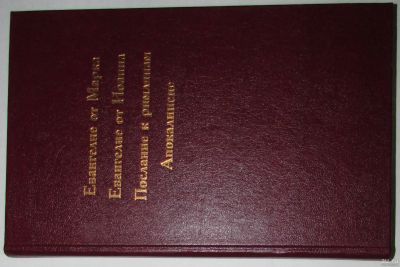 Евангелие от Марка
Евангелие от Иоанна
Послание к римлянам
Апокалипсис